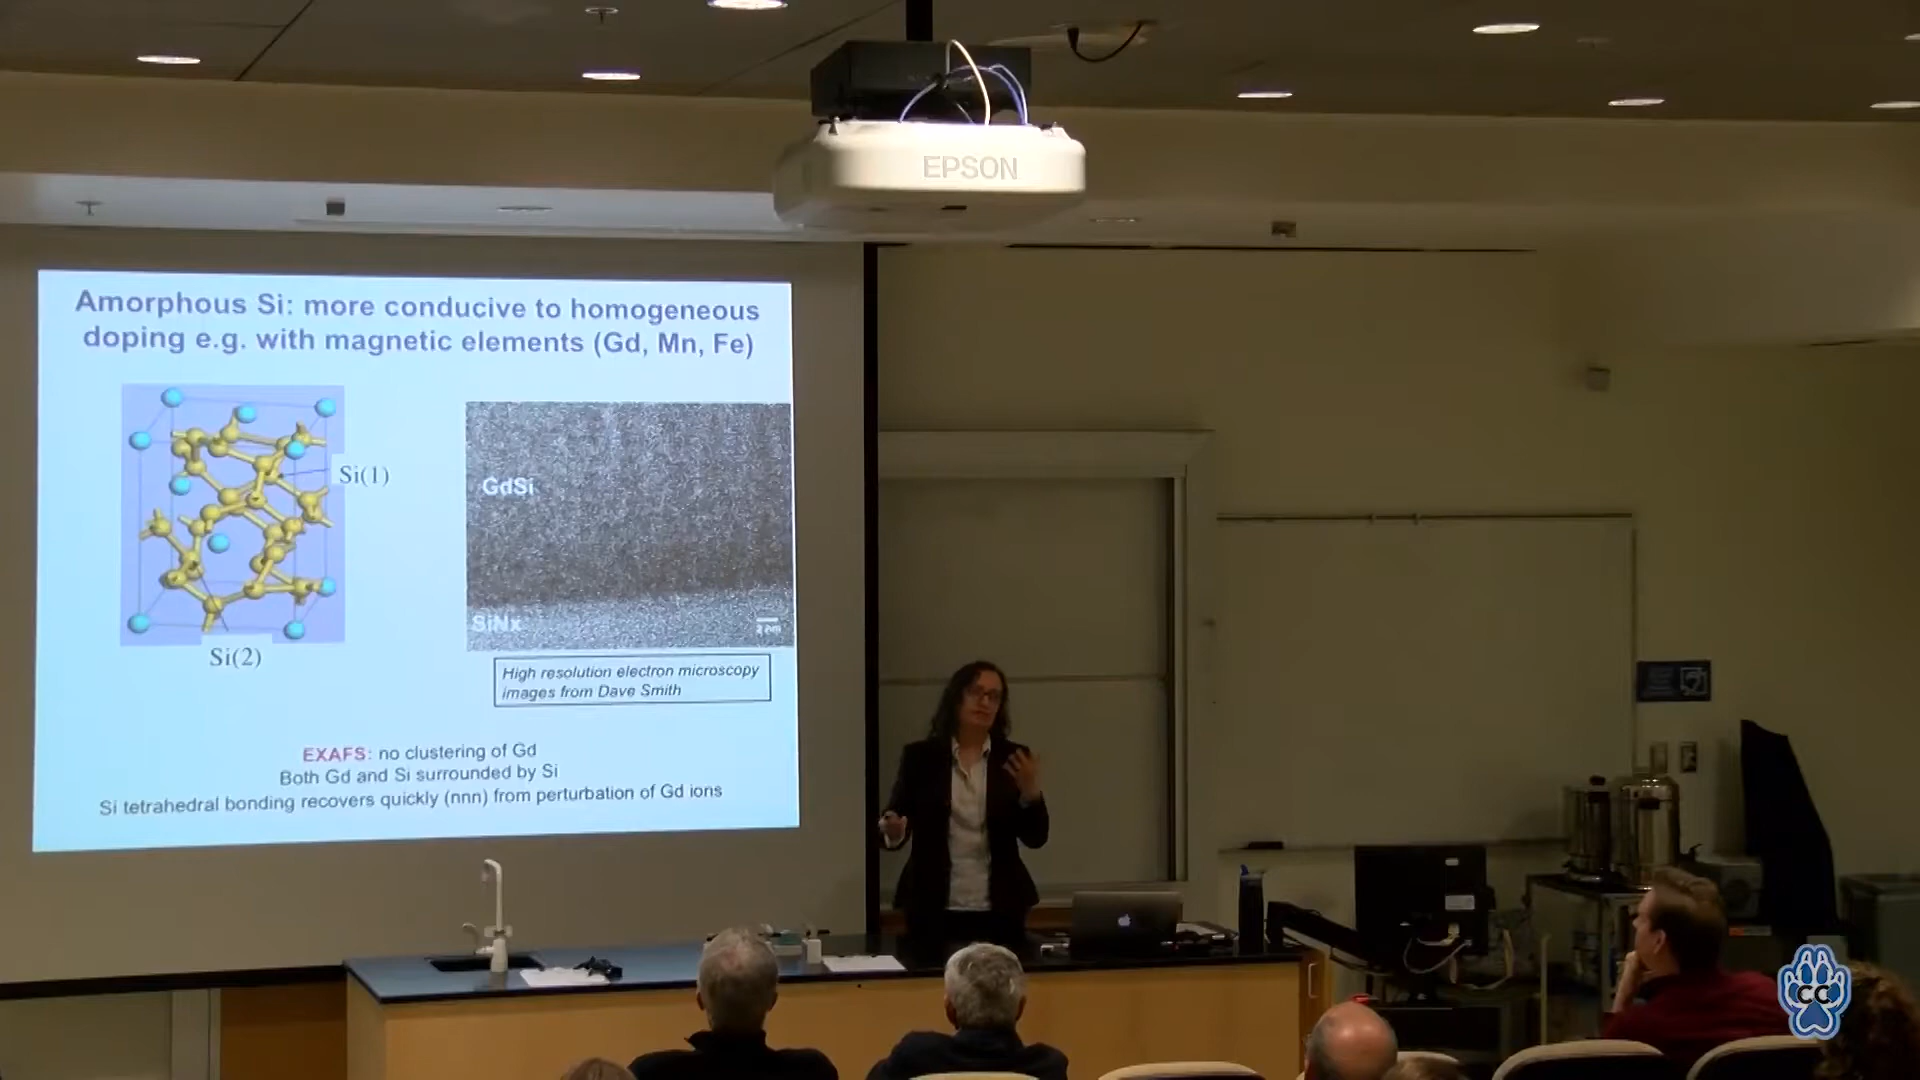 EPSON
Amorphous Si: more conducive to homogeneous
doping e.g. with magnetic elements (Gd, Mn, Fe)
Si(1)
Si(2)
GdSi
SiNx
2 nm
High resolution electron microscopy
images from Dave Smith
EXAFS: no clustering of Gd
Both Gd and Si surrounded by Si
Si tetrahedral bonding recovers quickly (nnn) from perturbation of Gd ions
CC